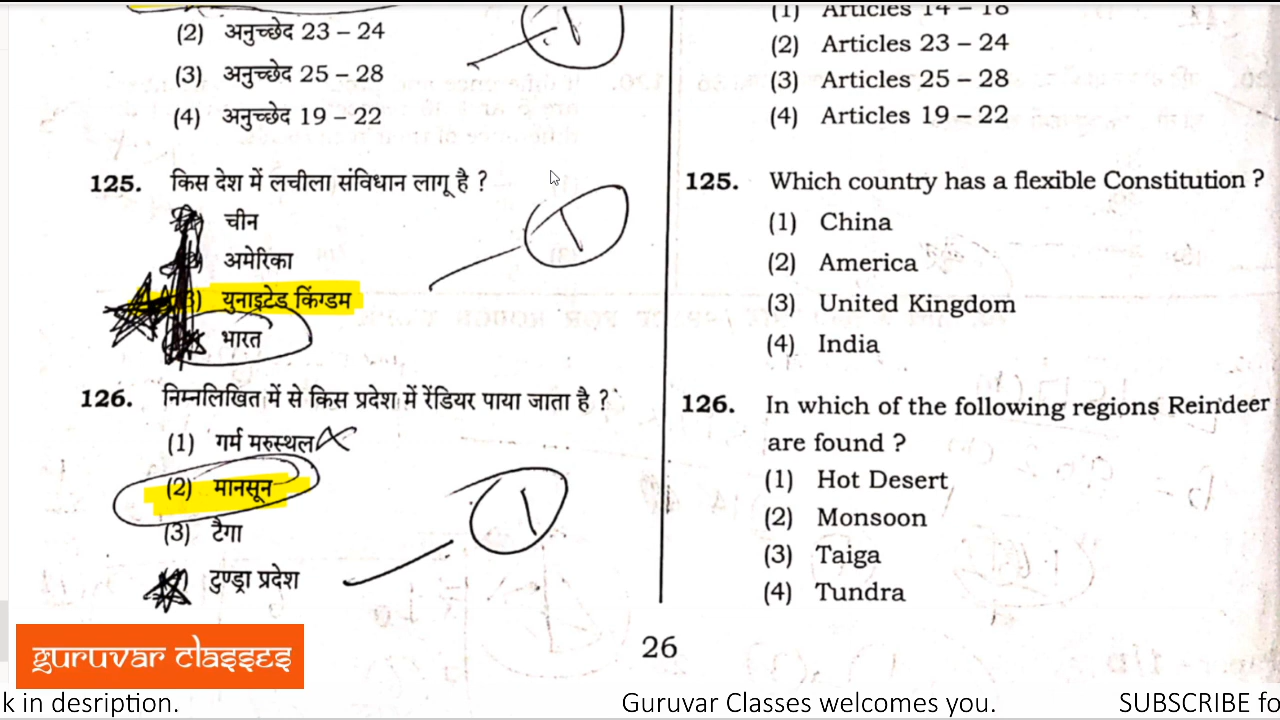 (2) अनुच्छेद 23 – 24
(3) अनुच्छेद 25 – 28
(4) अनुच्छेद 19 – 22
125. किस देश में लचीला संविधान लागू है ?
चीन
अमेरिका
(3) युनाइटेड किंग्डम
भारत
126. निम्नलिखित में से किस प्रदेश में रेंडियर पाया जाता है ?
(1) गर्म मरुस्थल
(2) मानसून
(3) टैगा
टुण्ड्रा प्रदेश
(1) Articles 14 – 18
(2) Articles 23 – 24
(3) Articles 25 – 28
(4) Articles 19 – 22
125. Which country has a flexible Constitution ?
(1) China
(2) America
(3) United Kingdom
(4) India
126. In which of the following regions Reindeer
are found ?
(1) Hot Desert
(2) Monsoon
(3) Taiga
(4) Tundra
26
guruvar classes
k in desription. Guruvar Classes welcomes you. SUBSCRIBE fo